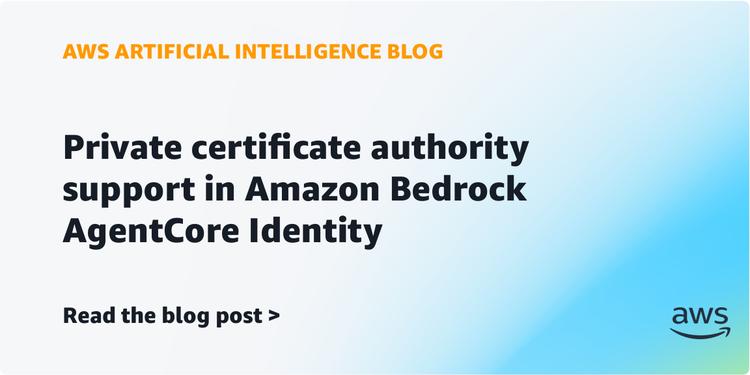 AWS ARTIFICIAL INTELLIGENCE BLOG
Private certificate authority
support in Amazon Bedrock
AgentCore Identity
Read the blog post >
aws